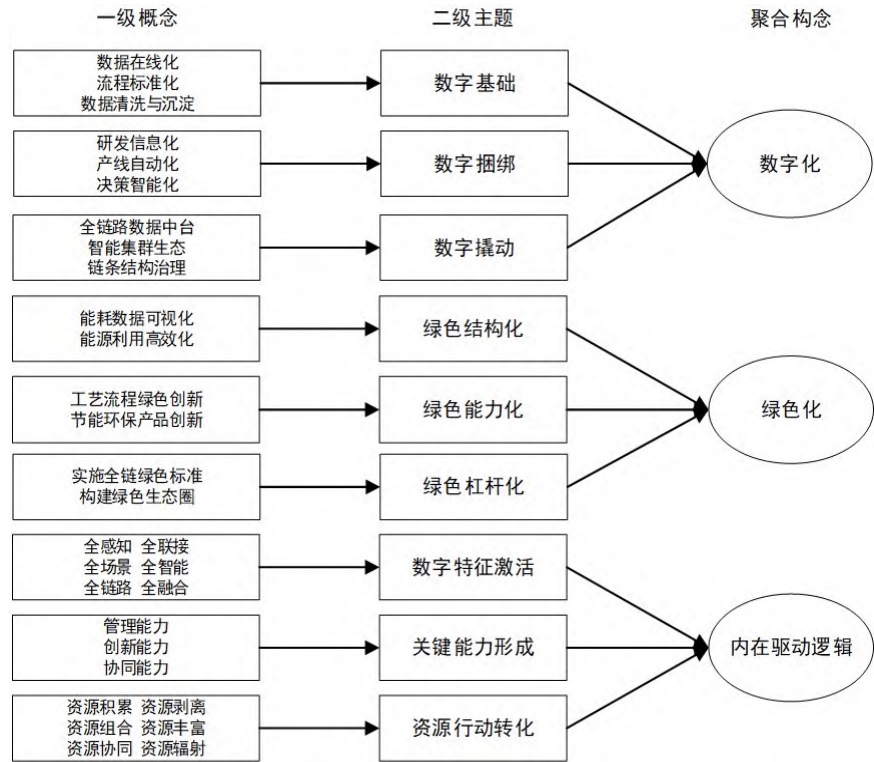 一级概念 二级主题 聚合构念
数据在线化
流程标准化
数据清洗与沉淀
数字基础
研发信息化
产线自动化
决策智能化
数字捆绑
数字化
全链路数据中台
智能集群生态
链条结构治理
数字撬动
能耗数据可视化
能源利用高效化
绿色结构化
工艺流程绿色创新
节能环保产品创新
绿色能力化
绿色化
实施全链绿色标准
构建绿色生态圈
绿色杠杆化
全感知 全联接
全场景 全智能
全链路 全融合
数字特征激活
管理能力
创新能力
协同能力
关键能力形成
内在驱动逻辑
资源积累 资源剥离
资源组合 资源丰富
资源协同 资源辐射
资源行动转化